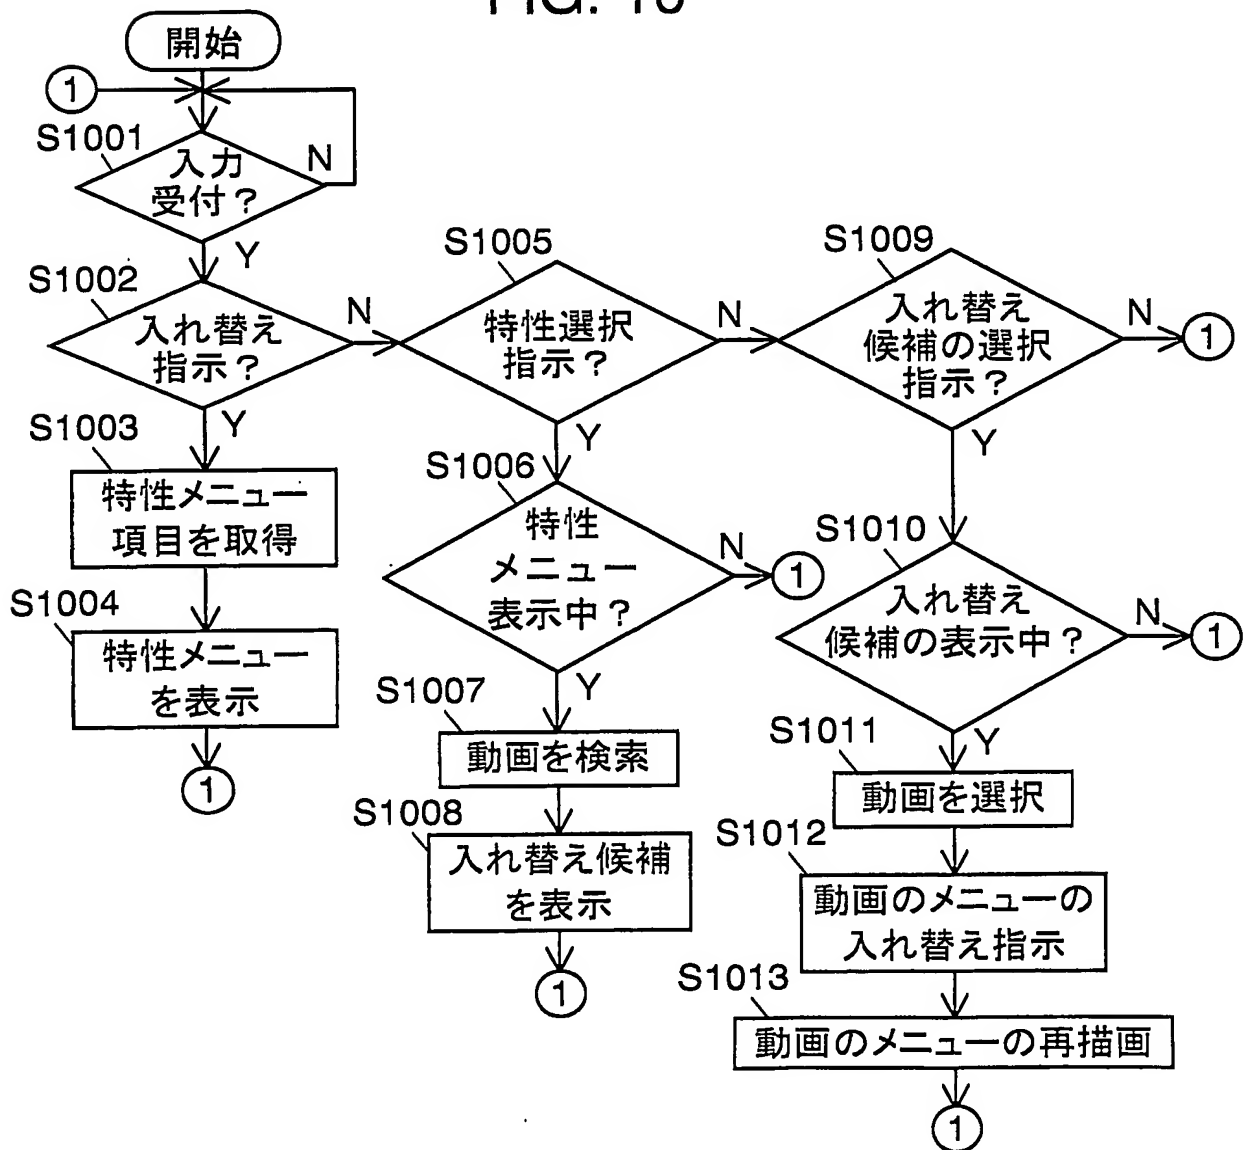 FIG. 10
開始
1
S1001
入力
受付?
N
Y
S1002
入れ替え
指示?
N
Y
S1003
特性メニュー
項目を取得
S1004
特性メニュー
を表示
1
S1005
特性選択
指示?
N
Y
S1006
特性
メニュー
表示中?
N
1
Y
S1007
動画を検索
S1008
入れ替え候補
を表示
1
S1009
入れ替え
候補の選択
指示?
N
1
Y
S1010
入れ替え
候補の表示中?
N
1
Y
S1011
動画を選択
S1012
動画のメニューの
入れ替え指示
S1013
動画のメニューの再描画
1